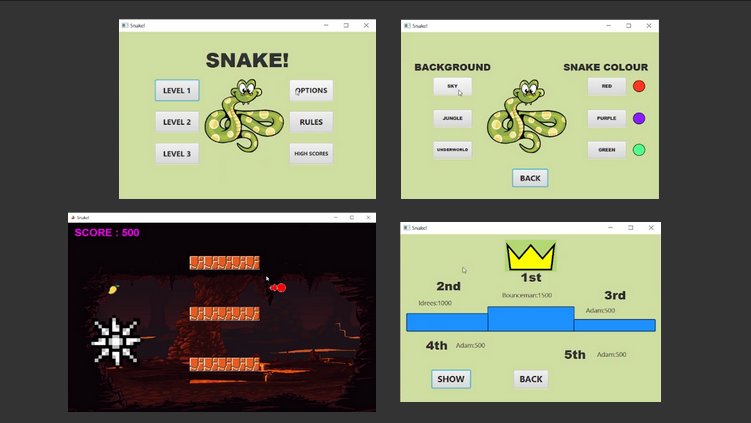 Snake!
SNAKE!
LEVEL 1
OPTIONS
LEVEL 2
RULES
LEVEL 3
HIGH SCORES
Snake!
BACKGROUND
SNAKE COLOUR
SKY
RED
JUNGLE
PURPLE
UNDERWORLD
GREEN
BACK
Snake!
SCORE : 500
Snake!
1st
2nd
3rd
Idrees:1000
Bounceman:1500
Adam:500
4th
Adam:500
5th
Adam:500
SHOW
BACK